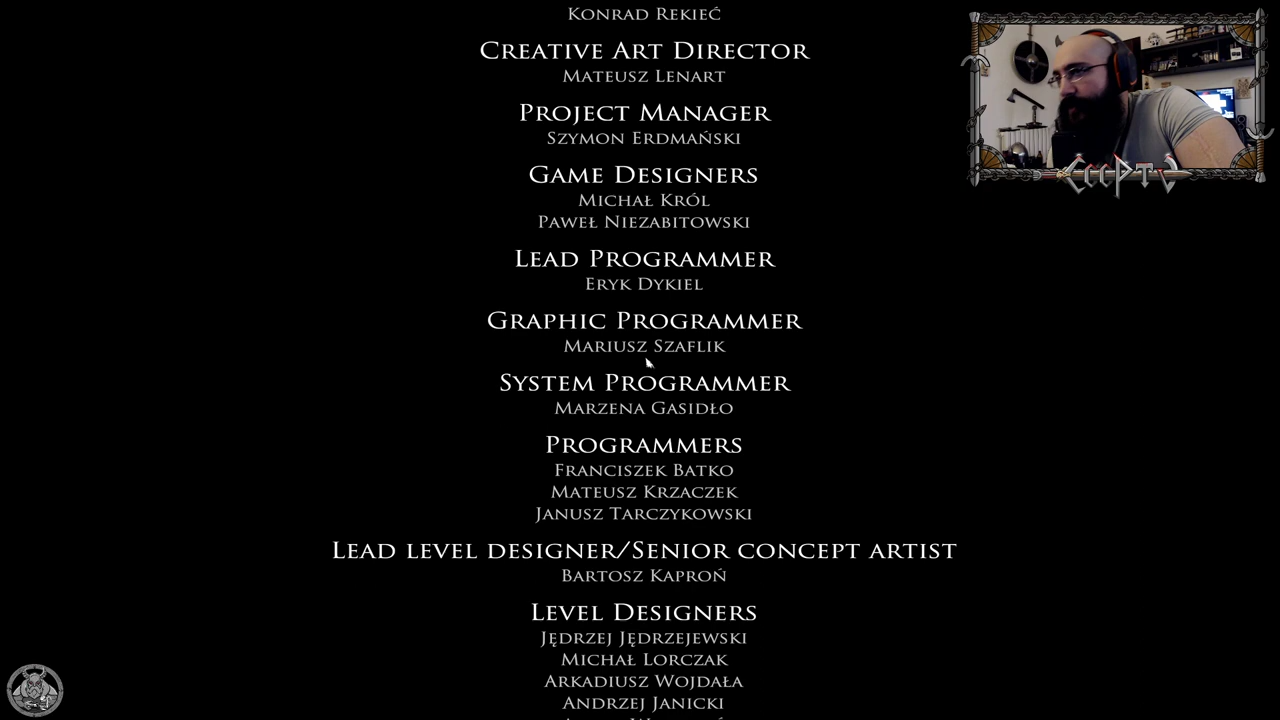 Konrad Rekieć
Creative Art Director
Mateusz Lenart
Project Manager
Szymon Erdmański
Game Designers
Michał Król
Paweł Niezabitowski
Lead Programmer
Eryk Dykiel
Graphic Programmer
Mariusz Szaflik
System Programmer
Marzena Gasidło
Programmers
Franciszek Batko
Mateusz Krzaczek
Janusz Tarczykowski
Lead level designer/Senior concept artist
Bartosz Kaproń
Level Designers
Jędrzej Jędrzejewski
Michał Lorczak
Arkadiusz Wojdała
Andrzej Janicki